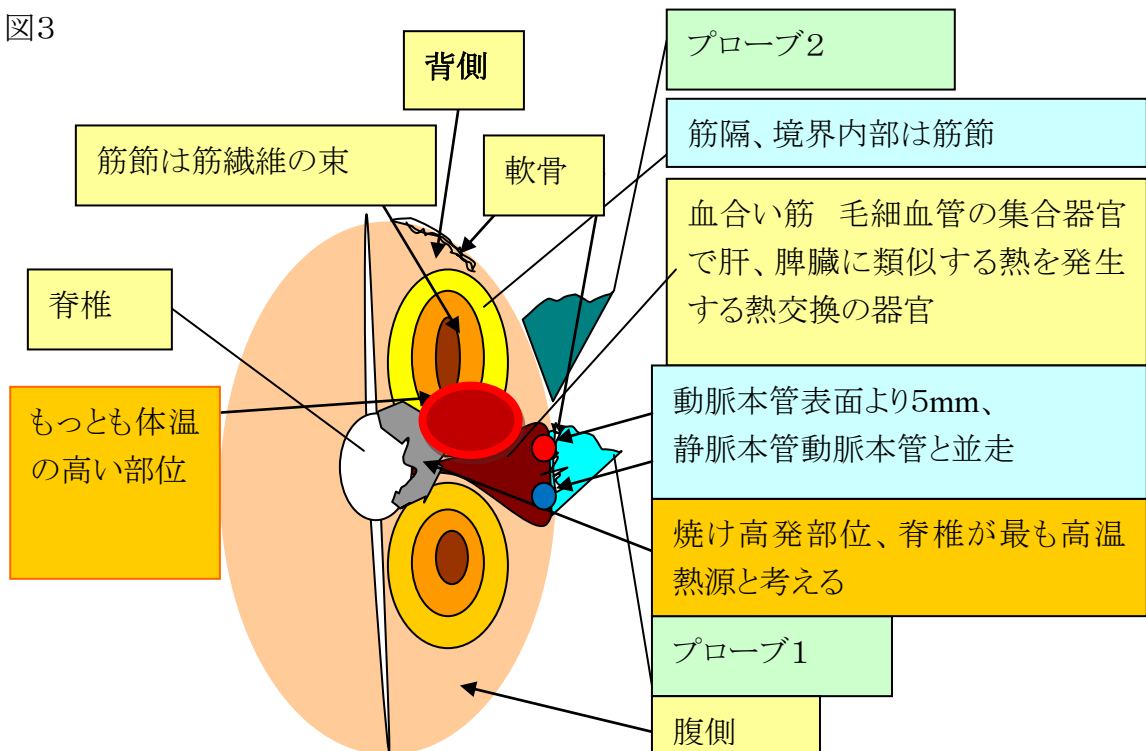 図3
背側
プローブ2
筋節は筋繊維の束
軟骨
筋隔、境界内部は筋節
血合い筋 毛細血管の集合器官
で肝、脾臓に類似する熱を発生
する熱交換の器官
脊椎
もっとも体温
の高い部位
動脈本管表面より5mm、
静脈本管動脈本管と並走
焼け高発部位、脊椎が最も高温
熱源と考える
プローブ1
腹側